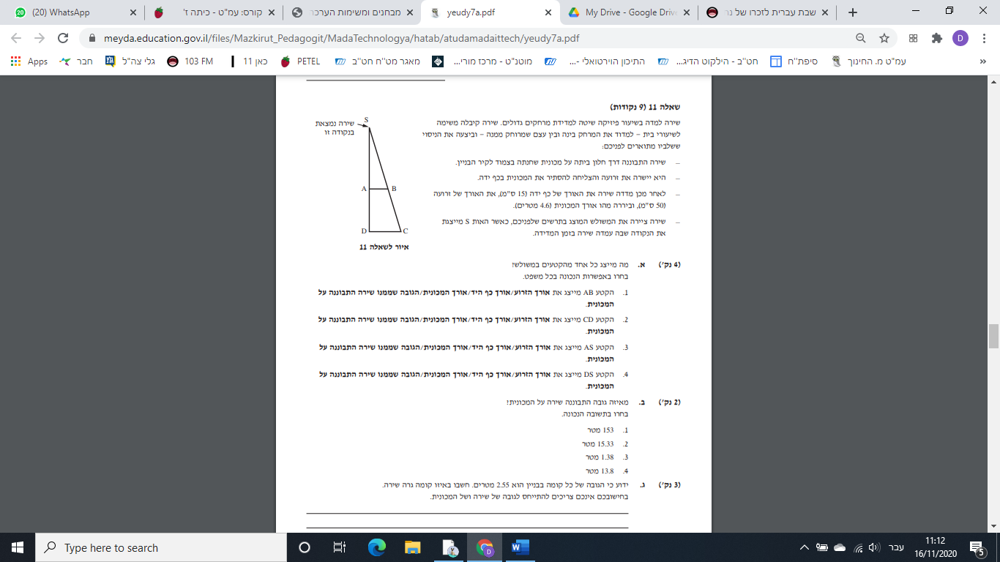 (20) WhatsApp
קורס: עמ"ט - כיתה ז'
מבחנים ומשימות הערכה
yeudy7a.pdf
My Drive - Google Drive
שבת עברית לזכרו של
meyda.education.gov.il/files/Mazkirut_Pedagogit/MadaTechnologya/hatab/atudamadaittech/yeudy7a.pdf
D
Apps
חבר
גלי צה"ל
103 FM
כאן 11
PETEL
מאגר מט"ח חט"ב
מוטנ"ט - מרכז מורי...
התיכון הוירטואלי -...
חט"ב - הילקוט הדיג...
סיפת"ח
עמ"ט מ. החינוך
»
שאלה 11 (9 נקודות)
שירה למדה בשיעור פיזיקה שיטה למדידת מרחקים גדולים. שירה קיבלה משימה
לשיעורי בית – למדוד את המרחק בינה ובין עצם שמרוחק ממנה – וביצעה את הניסוי
ששלביו מתוארים לפניכם:
– שירה התבוננה דרך חלון ביתה על מכונית שחנתה בצמוד לקיר הבניין.
– היא יישרה את זרועה והצליחה להסתיר את המכונית בכף ידה.
– לאחר מכן מדדה שירה את האורך של כף ידה (15 ס"מ), את האורך של זרועה
(50 ס"מ), וביררה מהו אורך המכונית (4.6 מטרים).
– שירה ציירה את המשולש המוצג בתרשים שלפניכם, כאשר האות S מייצגת
את הנקודה שבה עמדה שירה בזמן המדידה.
שירה נמצאת
בנקודה זו
S
A
B
D
C
איור לשאלה 11
(4 נק') א. מה מייצג כל אחד מהקטעים במשולש?
בחרו באפשרות הנכונה בכל משפט.
1. הקטע AB מייצג את אורך הזרוע/אורך כף היד/אורך המכונית/הגובה שממנו שירה התבוננה על
המכונית.
2. הקטע CD מייצג את אורך הזרוע/אורך כף היד/אורך המכונית/הגובה שממנו שירה התבוננה על
המכונית.
3. הקטע AS מייצג את אורך הזרוע/אורך כף היד/אורך המכונית/הגובה שממנו שירה התבוננה על
המכונית.
4. הקטע DS מייצג את אורך הזרוע/אורך כף היד/אורך המכונית/הגובה שממנו שירה התבוננה על
המכונית.
(2 נק') ב. מאיזה גובה התבוננה שירה על המכונית?
בחרו בתשובה הנכונה.
1. 153 מטר
2. 15.33 מטר
3. 1.38 מטר
4. 13.8 מטר
(3 נק') ג. ידוע כי הגובה של כל קומה בבניין הוא 2.55 מטרים. חשבו באיזו קומה גרה שירה.
בחישובכם אינכם צריכים להתייחס לגובה של שירה ושל המכונית.
Type here to search
עבר
11:12
16/11/2020
5